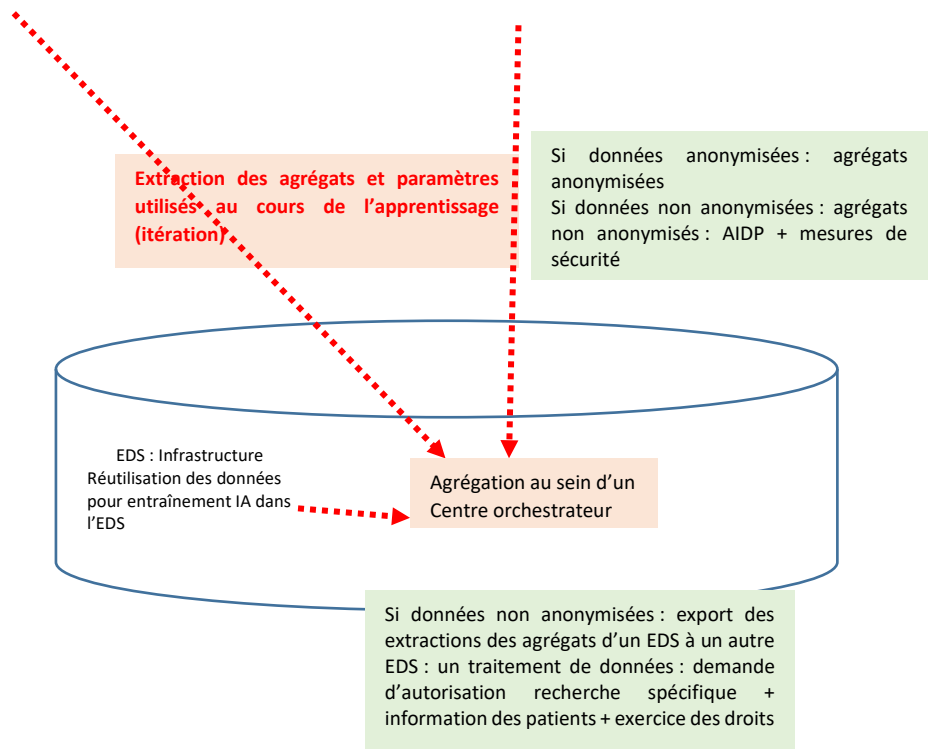 Extraction des agrégats et paramètres
utilisés au cours de l'apprentissage
(itération)
Si données anonymisées : agrégats
anonymisées
Si données non anonymisées : agrégats
non anonymisés : AIDP + mesures de
sécurité
EDS : Infrastructure
Réutilisation des données
pour entraînement IA dans
l'EDS
Agrégation au sein d'un
Centre orchestrateur
Si données non anonymisées : export des
extractions des agrégats d'un EDS à un autre
EDS : un traitement de données : demande
d'autorisation recherche spécifique +
information des patients + exercice des droits